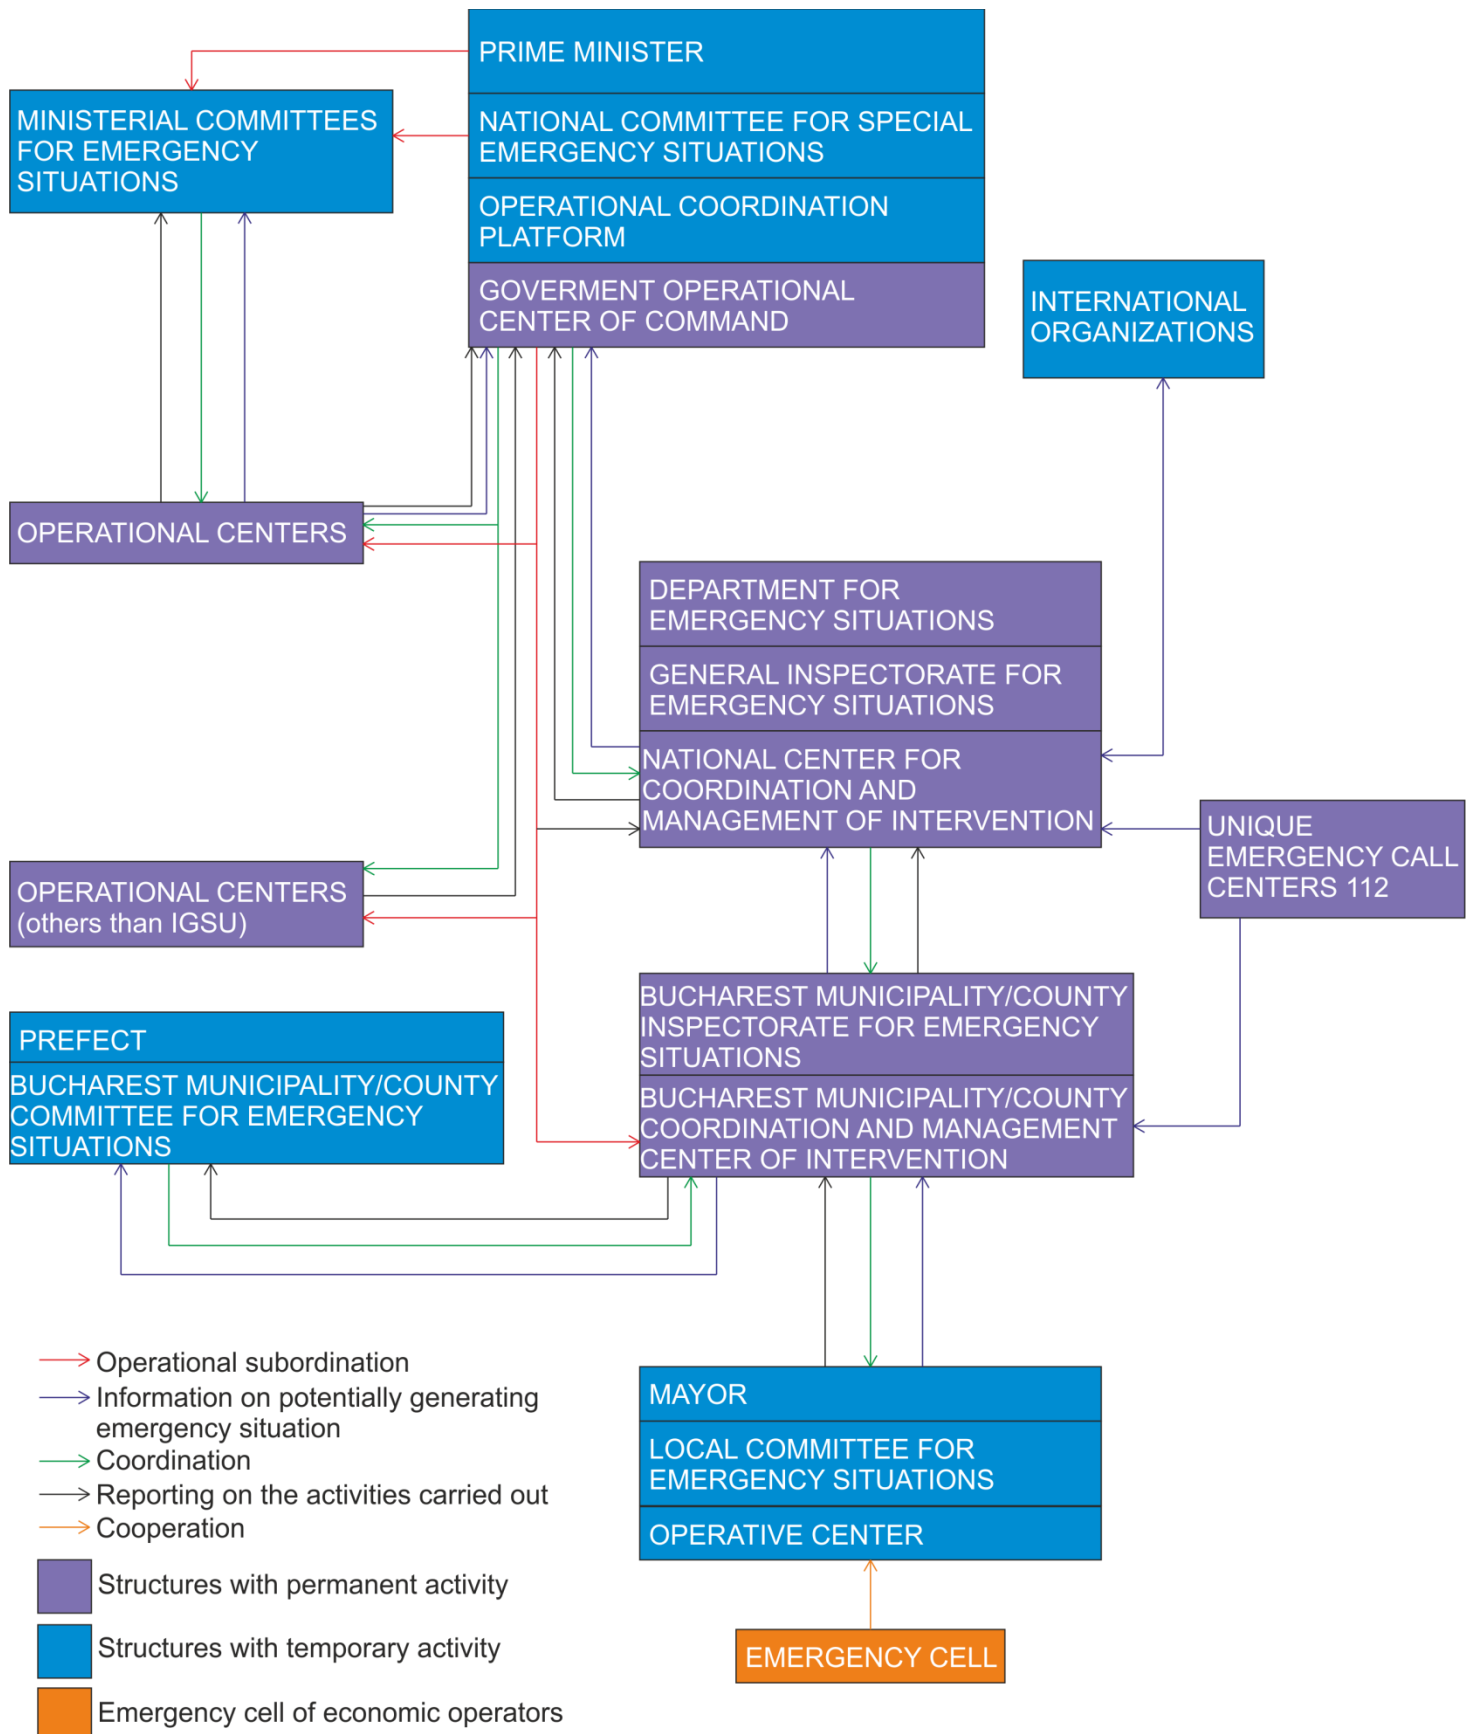 PRIME MINISTER
MINISTERIAL COMMITTEES
FOR EMERGENCY
SITUATIONS
NATIONAL COMMITTEE FOR SPECIAL
EMERGENCY SITUATIONS
OPERATIONAL COORDINATION
PLATFORM
GOVERMENT OPERATIONAL
CENTER OF COMMAND
INTERNATIONAL
ORGANIZATIONS
OPERATIONAL CENTERS
DEPARTMENT FOR
EMERGENCY SITUATIONS
GENERAL INSPECTORATE FOR
EMERGENCY SITUATIONS
NATIONAL CENTER FOR
COORDINATION AND
MANAGEMENT OF INTERVENTION
UNIQUE
EMERGENCY CALL
CENTERS 112
OPERATIONAL CENTERS
(others than IGSU)
BUCHAREST MUNICIPALITY/COUNTY
INSPECTORATE FOR EMERGENCY
SITUATIONS
PREFECT
BUCHAREST MUNICIPALITY/COUNTY
COMMITTEE FOR EMERGENCY
SITUATIONS
BUCHAREST MUNICIPALITY/COUNTY
COORDINATION AND MANAGEMENT
CENTER OF INTERVENTION
MAYOR
LOCAL COMMITTEE FOR
EMERGENCY SITUATIONS
OPERATIVE CENTER
EMERGENCY CELL
Operational subordination
Information on potentially generating
emergency situation
Coordination
Reporting on the activities carried out
Cooperation
Structures with permanent activity
Structures with temporary activity
Emergency cell of economic operators